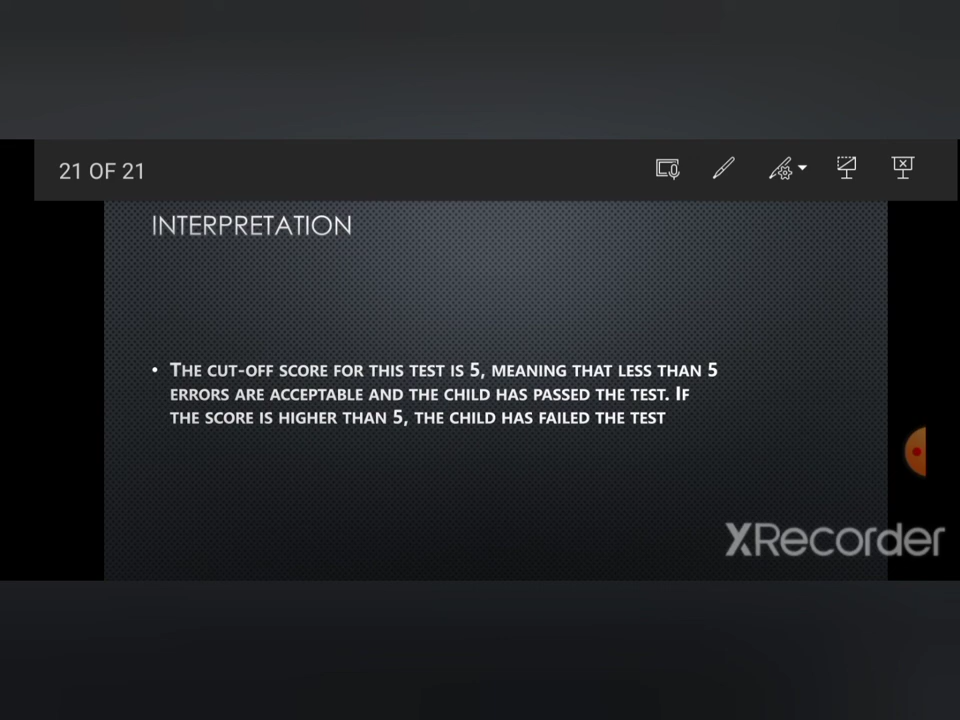 21 OF 21
INTERPRETATION
• THE CUT-OFF SCORE FOR THIS TEST IS 5, MEANING THAT LESS THAN 5
ERRORS ARE ACCEPTABLE AND THE CHILD HAS PASSED THE TEST. IF
THE SCORE IS HIGHER THAN 5, THE CHILD HAS FAILED THE TEST
XRecorder